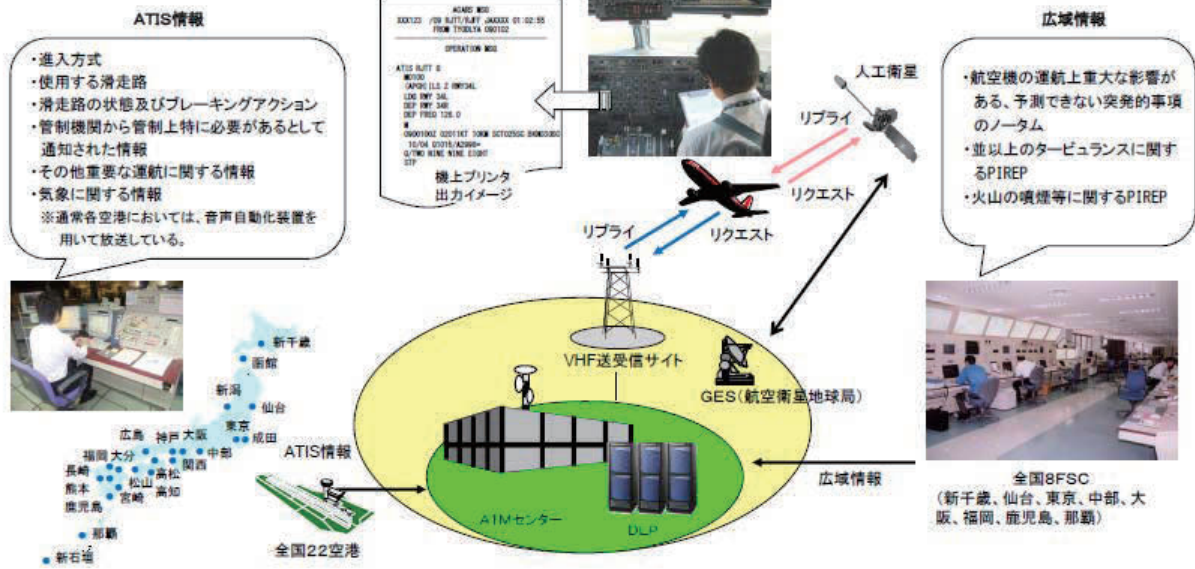 ATIS情報
・進入方式
・使用する滑走路
・滑走路の状態及びブレーキングアクション
・管制機関から管制上特に必要があるとして
通知された情報
・その他重要な運航に関する情報
・気象に関する情報
※通常各空港においては、音声自動化装置を
用いて放送している。
ACARS MSG
OPERATION MSG
ATIS RJTT
LDG RWY 34L
DEP RWY 34R
DEP FREQ 126.0
機上プリンタ
出力イメージ
広域情報
・航空機の運航上重大な影響が
ある、予測できない突発的事項
のノータム
・並以上のタービュランスに関す
るPIREP
・火山の噴煙等に関するPIREP
人工衛星
リプライ
リクエスト
リプライ
リクエスト
VHF送受信サイト
GES(航空衛星地球局)
新千歳
函館
新潟
仙台
東京
成田
広島
神戸
大阪
中部
福岡
大分
関西
長崎
高松
松山
高知
熊本
宮崎
鹿児島
那覇
新石垣
ATIS情報
全国22空港
ATMセンター
DLP
広域情報
全国8FSC
(新千歳、仙台、東京、中部、大
阪、福岡、鹿児島、那覇)